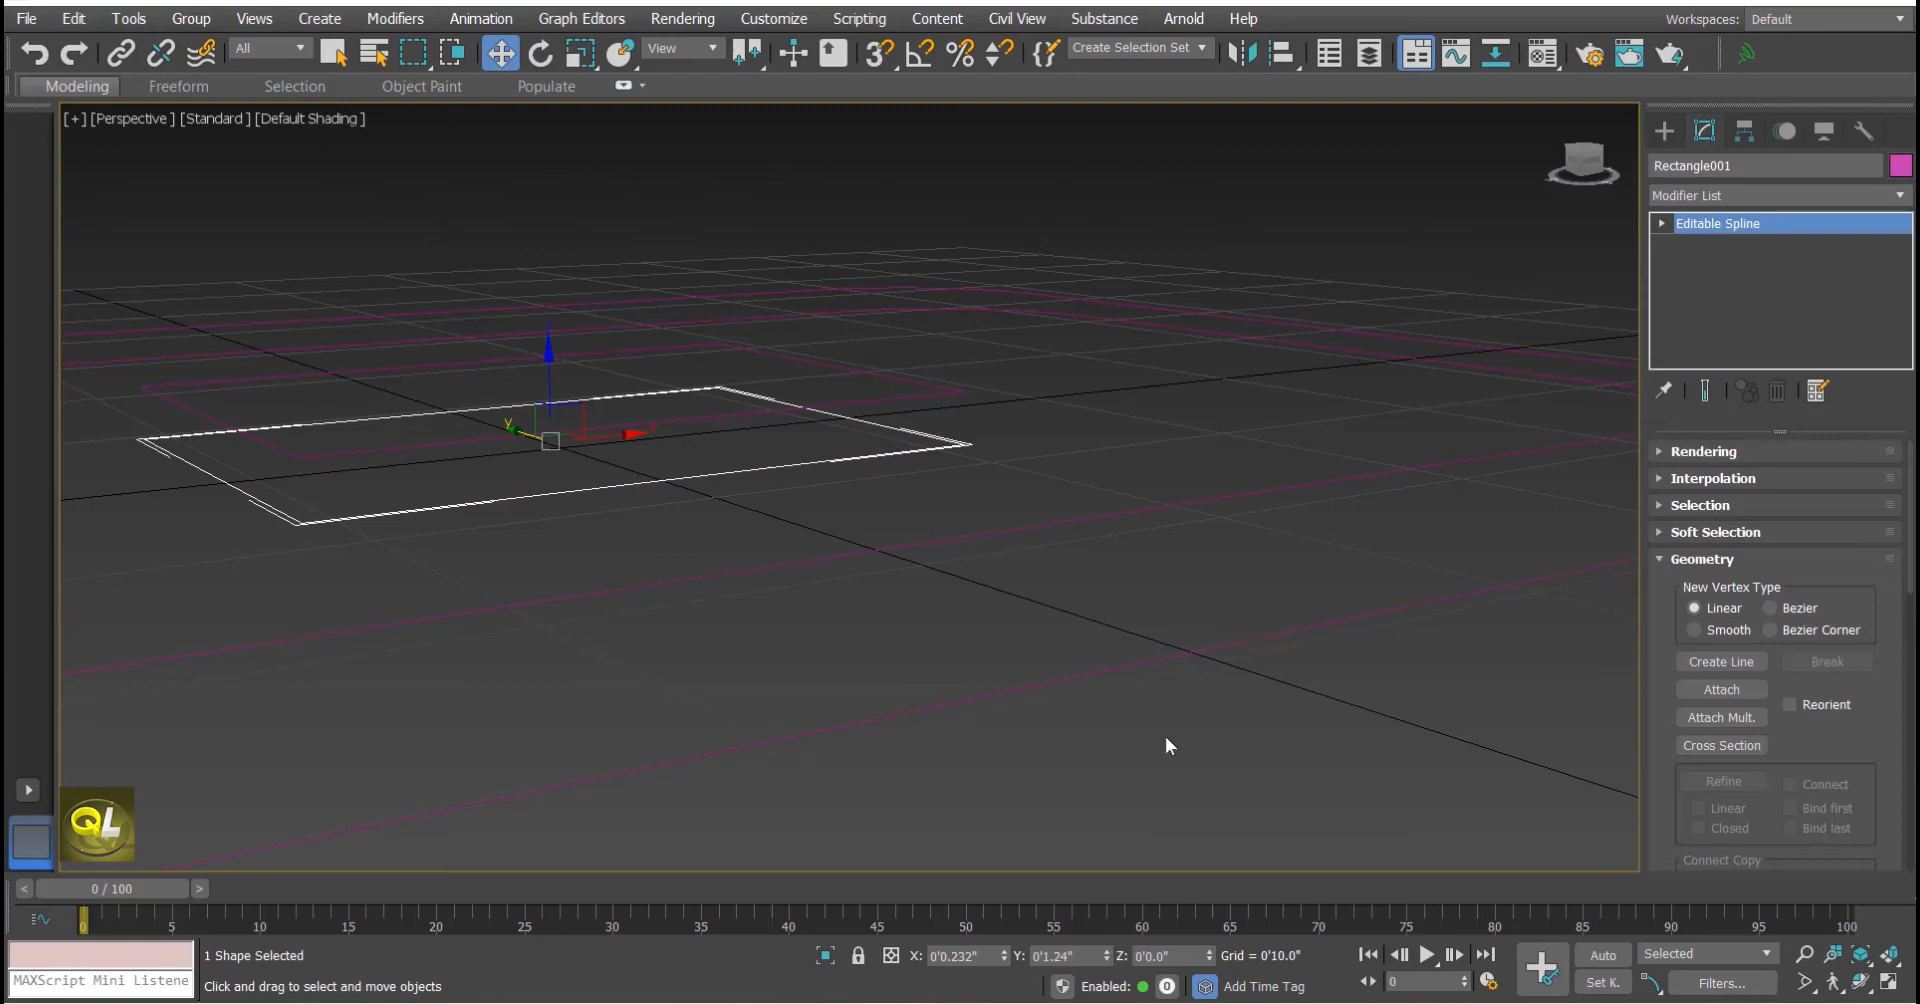 File Edit Tools Group Views Create Modifiers Animation Graph Editors Rendering Customize Scripting Content Civil View Substance Arnold Help Workspaces: Default
All View Create Selection Set
Modeling Freeform Selection Object Paint Populate
[+] [Perspective ] [Standard ] [Default Shading ]
Rectangle001
Modifier List
Editable Spline
y
Rendering
Interpolation
Selection
Soft Selection
Geometry
New Vertex Type
Linear Bezier
Smooth Bezier Corner
Create Line Break
Attach
Reorient
Attach Mult.
Cross Section
Refine Connect
Linear Bind first
Closed Bind last
Connect Copy
QL
< 0 / 100 >
0 5 10 15 20 25 30 35 40 45 50 55 60 65 70 75 80 85 90 95 100
1 Shape Selected X: 0'0.232" Y: 0'1.24" Z: 0'0.0" Grid = 0'10.0" Auto Selected
MAXScript Mini Listene Click and drag to select and move objects Enabled: 0 Add Time Tag 0 Set K. Filters...